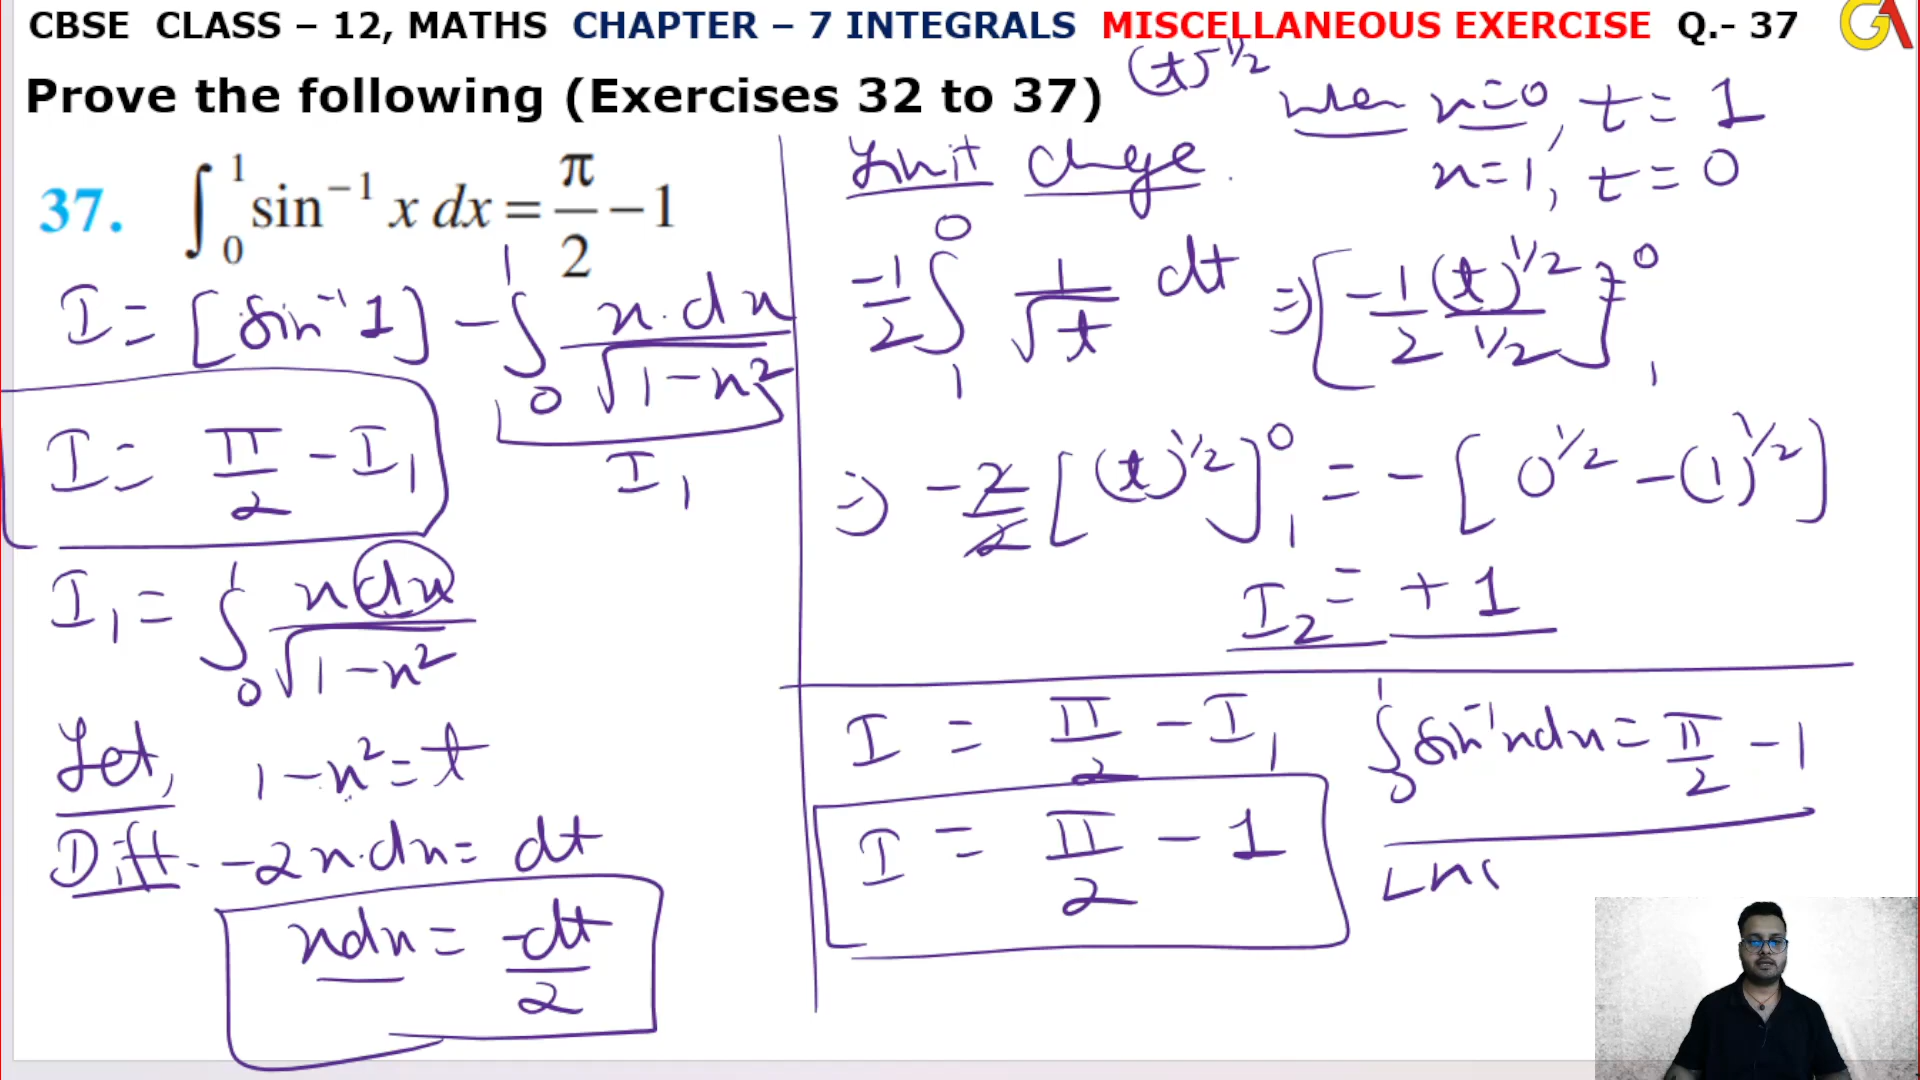 CBSE CLASS – 12, MATHS CHAPTER – 7 INTEGRALS MISCELLANEOUS EXERCISE Q.- 37
GA
Prove the following (Exercises 32 to 37)
37. ∫₀¹ sin⁻¹ x dx = π/2 − 1
I = [sin⁻¹ 1] − ∫₀¹ x.dx/√(1−x²)
I₁
I = π/2 − I₁
I₁ = ∫₀¹ x dx/√(1−x²)
Let, 1−x² = t
Diff. −2x.dx = dt
xdx = −dt/2
(t)^1/2
when x=0, t = 1
x=1, t = 0
Limit change
−1/2 ∫₁⁰ 1/√t dt ⇒ [−1/2 (t)^1/2 / 1/2]₁⁰
⇒ −2/2 [(t)^1/2]₁⁰ = −[0^1/2 − (1)^1/2]
I₂ = +1
I = π/2 − I₁
I = π/2 − 1
∫₀¹ sin⁻¹ x dx = π/2 − 1